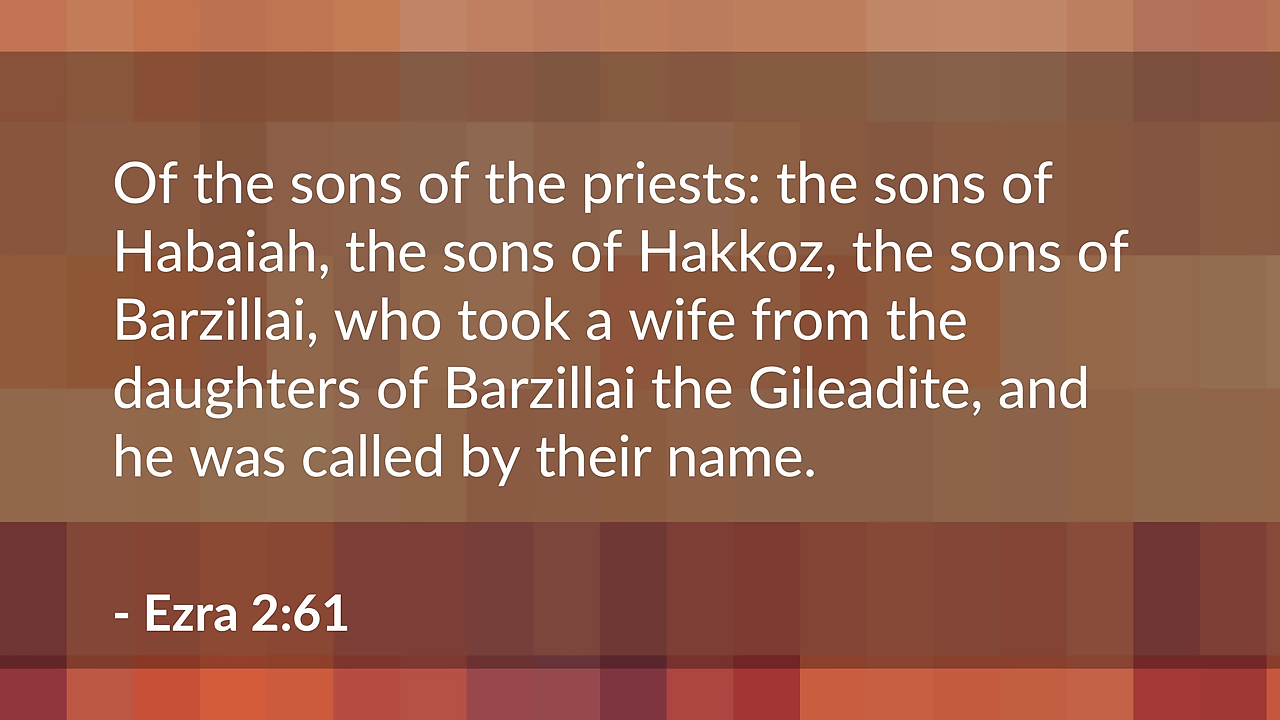 Of the sons of the priests: the sons of
Habaiah, the sons of Hakkoz, the sons of
Barzillai, who took a wife from the
daughters of Barzillai the Gileadite, and
he was called by their name.
- Ezra 2:61